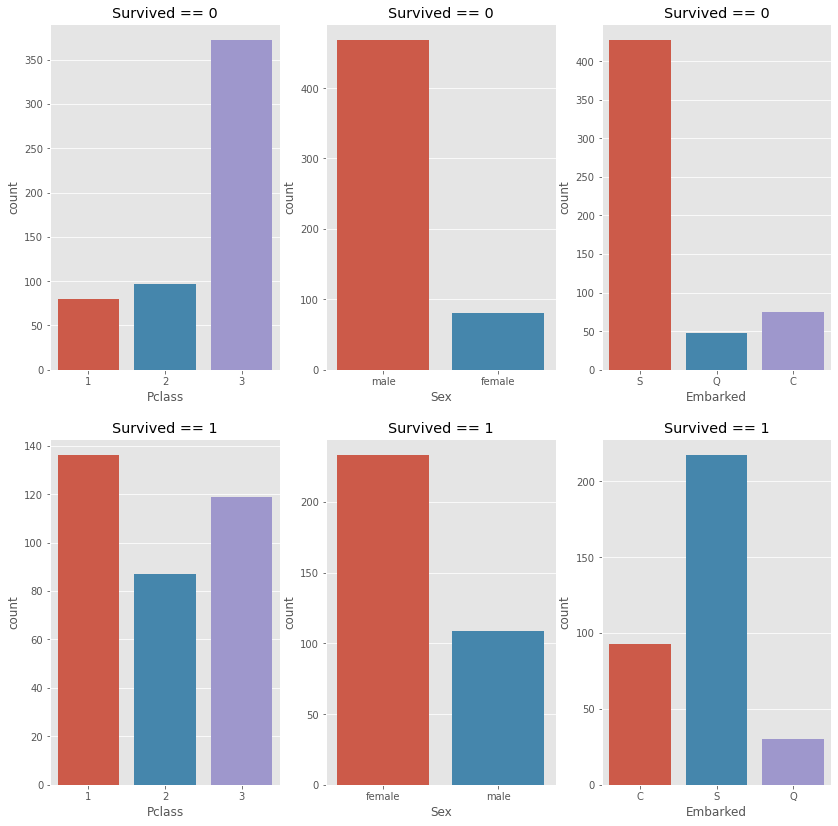 Survived == 0
350
300
250
200
150
100
50
0
count
1 2 3
Pclass
Survived == 0
400
300
200
100
0
count
male female
Sex
Survived == 0
400
350
300
250
200
150
100
50
0
count
S Q C
Embarked
Survived == 1
140
120
100
80
60
40
20
0
count
1 2 3
Pclass
Survived == 1
200
150
100
50
0
count
female male
Sex
Survived == 1
200
150
100
50
0
count
C S Q
Embarked